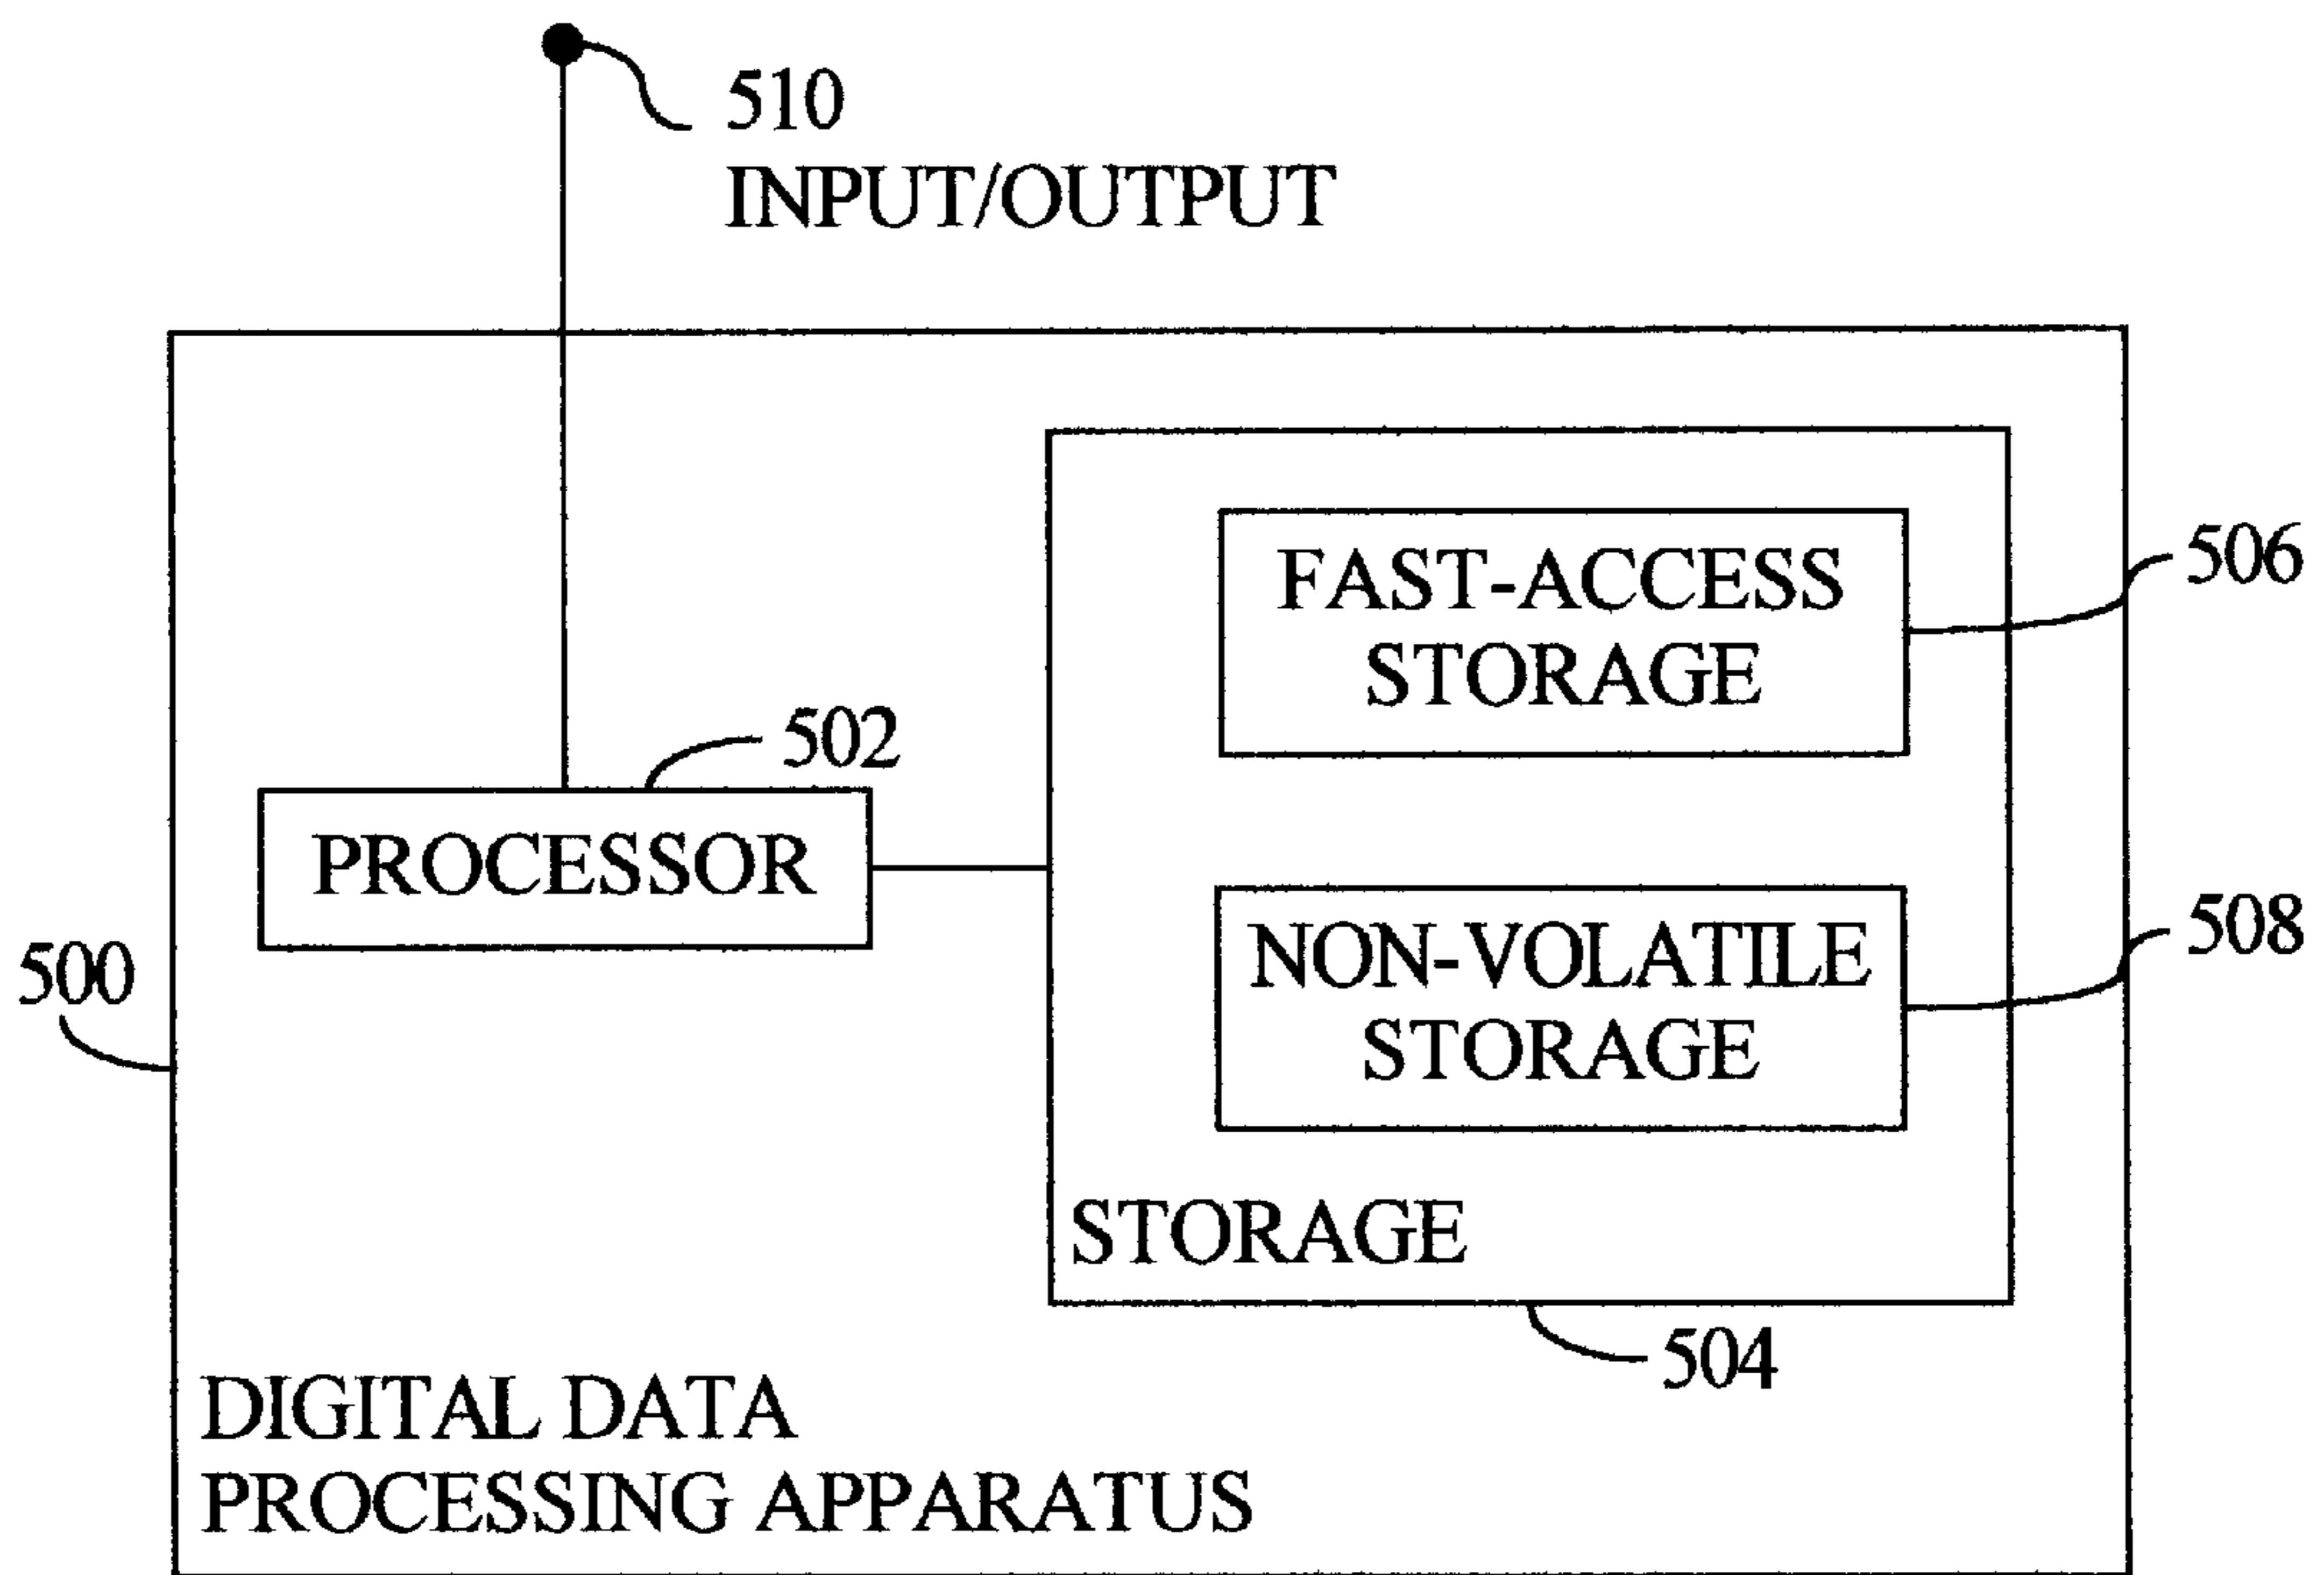 510
INPUT/OUTPUT
FAST-ACCESS
STORAGE
506
502
PROCESSOR
NON-VOLATILE
STORAGE
508
500
STORAGE
504
DIGITAL DATA
PROCESSING APPARATUS